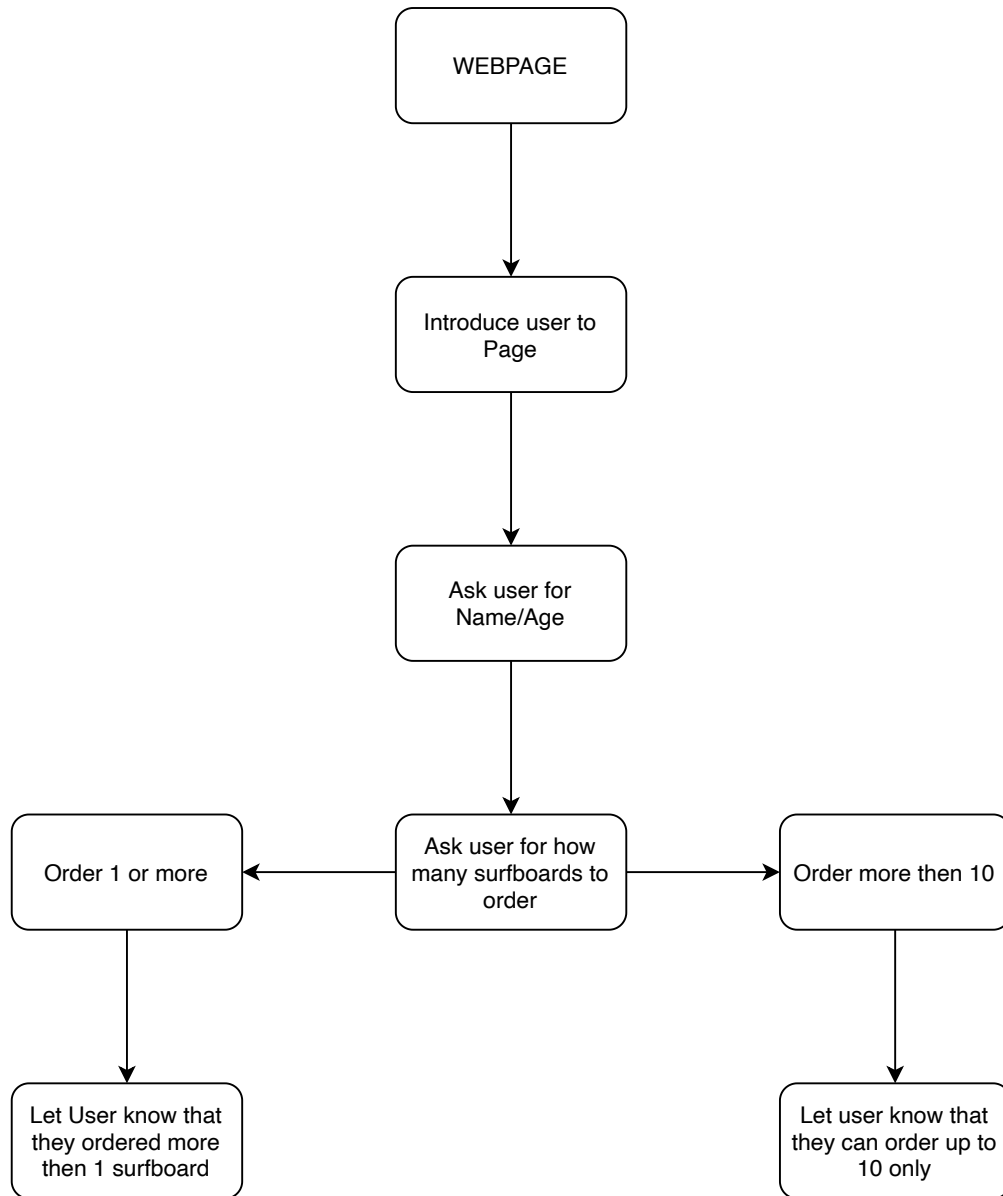 WEBPAGE
Introduce user to
Page
Ask user for
Name/Age
Ask user for how
many surfboards to
order
Order 1 or more
Order more then 10
Let User know that
they ordered more
then 1 surfboard
Let user know that
they can order up to
10 only